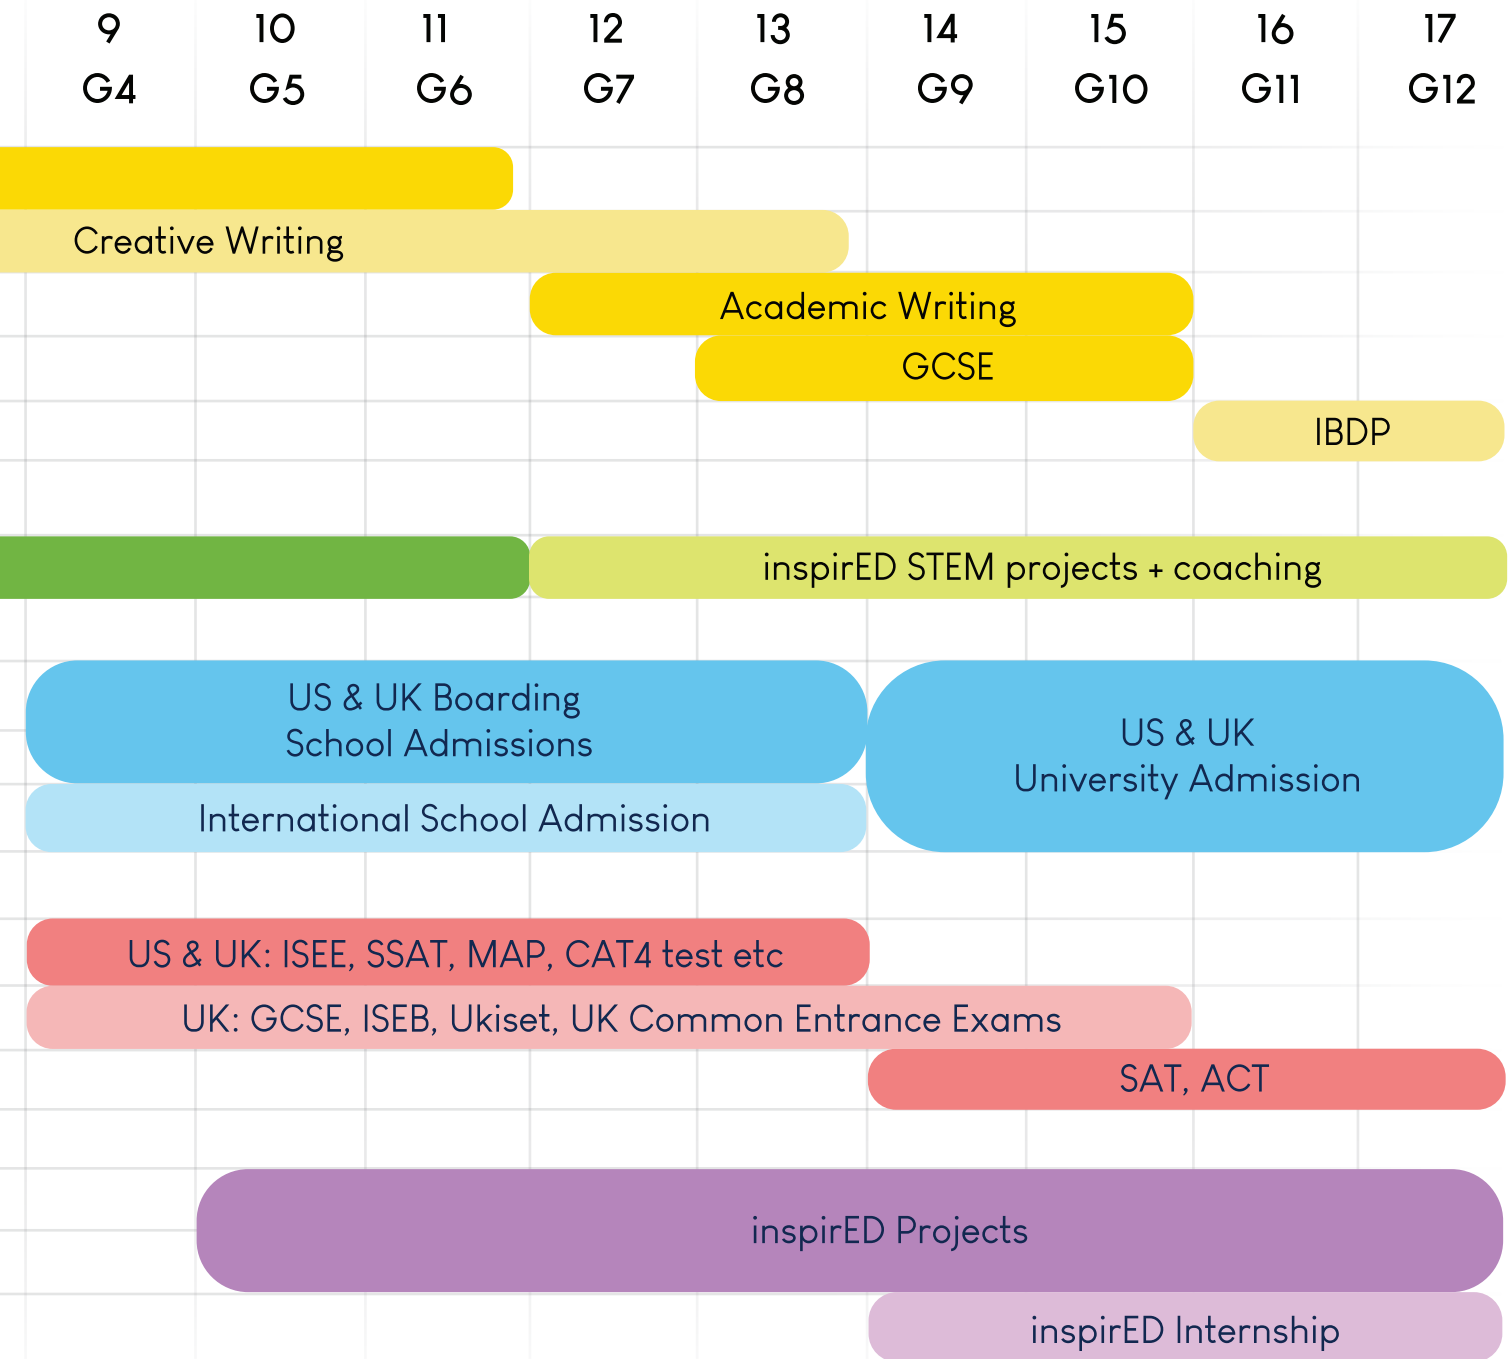 9 10 11 12 13 14 15 16 17
G4 G5 G6 G7 G8 G9 G10 G11 G12
Creative Writing
Academic Writing
GCSE
IBDP
inspirED STEM projects + coaching
US & UK Boarding
School Admissions
US & UK
University Admission
International School Admission
US & UK: ISEE, SSAT, MAP, CAT4 test etc
UK: GCSE, ISEB, Ukiset, UK Common Entrance Exams
SAT, ACT
inspirED Projects
inspirED Internship